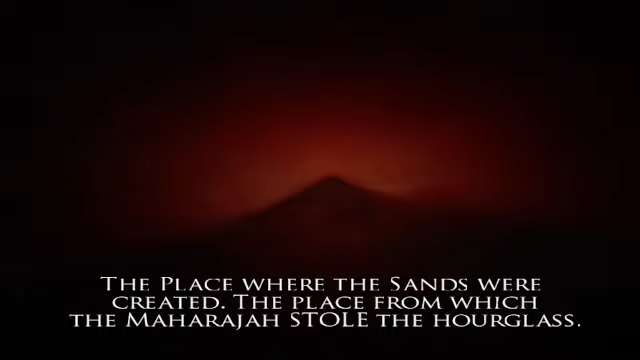 The Place where the Sands were
created. The place from which
the Maharajah STOLE the hourglass.